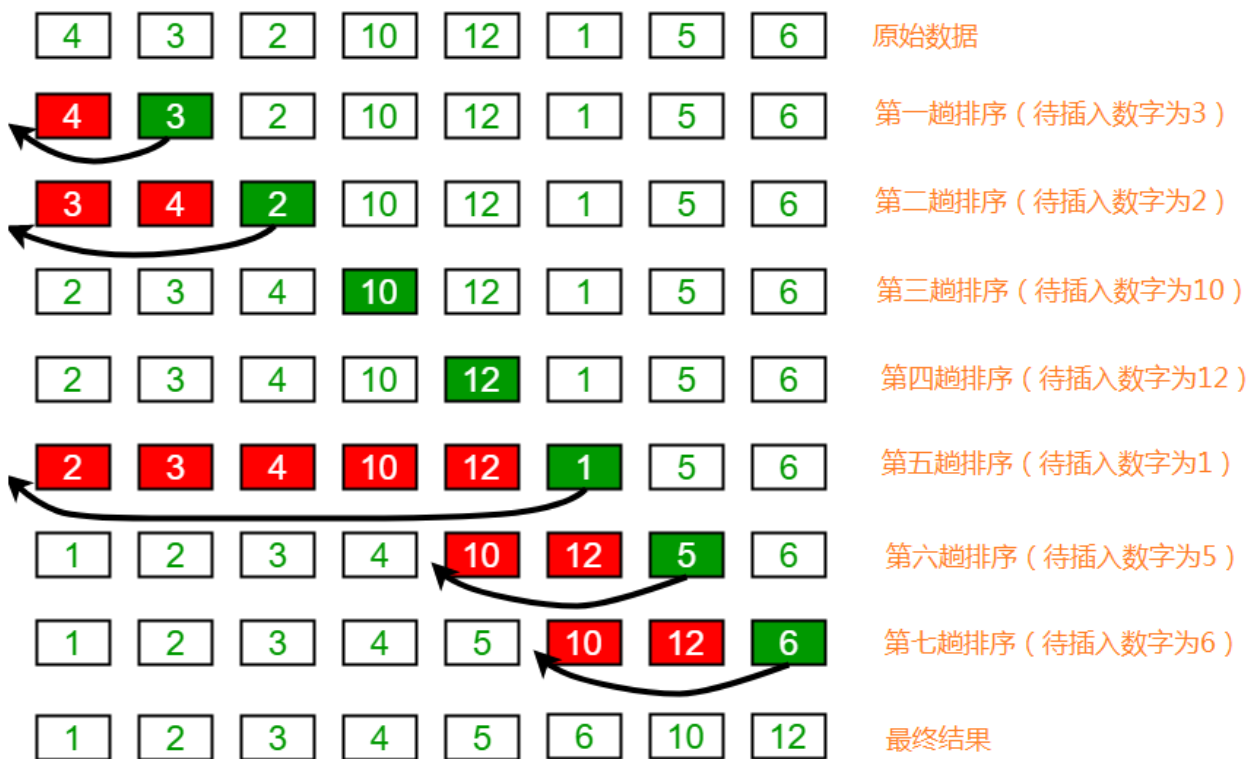 4 3 2 10 12 1 5 6 原始数据
4 3 2 10 12 1 5 6 第一趟排序（待插入数字为3）
3 4 2 10 12 1 5 6 第二趟排序（待插入数字为2）
2 3 4 10 12 1 5 6 第三趟排序（待插入数字为10）
2 3 4 10 12 1 5 6 第四趟排序（待插入数字为12）
2 3 4 10 12 1 5 6 第五趟排序（待插入数字为1）
1 2 3 4 10 12 5 6 第六趟排序（待插入数字为5）
1 2 3 4 5 10 12 6 第七趟排序（待插入数字为6）
1 2 3 4 5 6 10 12 最终结果